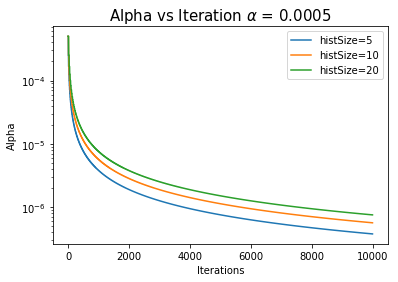 Alpha vs Iteration α = 0.0005
histSize=5
histSize=10
histSize=20
Alpha
10⁻⁴
10⁻⁵
10⁻⁶
0 2000 4000 6000 8000 10000
Iterations